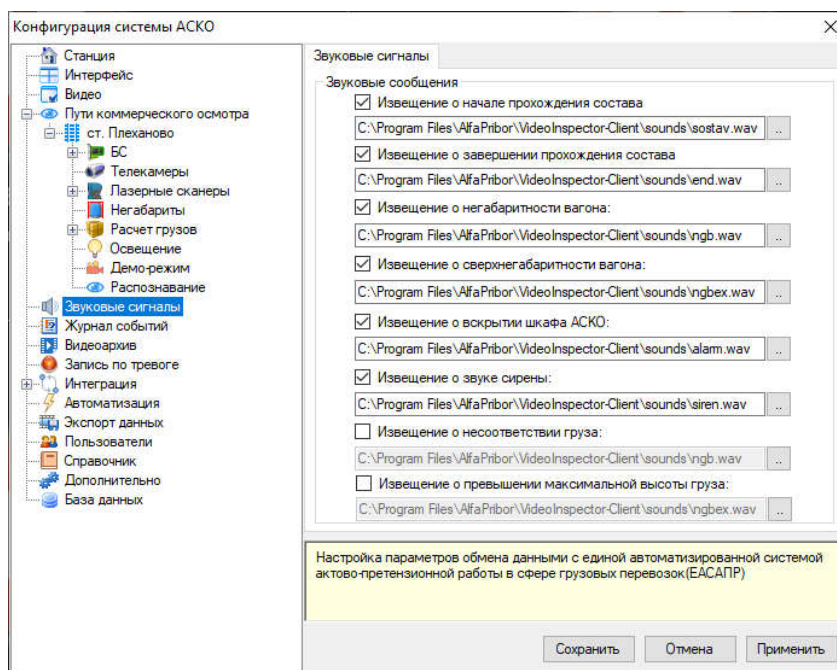 Конфигурация системы АСКО
Станция
Интерфейс
Видео
Пути коммерческого осмотра
ст. Плеханово
БС
Телекамеры
Лазерные сканеры
Негабариты
Расчет грузов
Освещение
Демо-режим
Распознавание
Звуковые сигналы
Журнал событий
Видеоархив
Запись по тревоге
Интеграция
Автоматизация
Экспорт данных
Пользователи
Справочник
Дополнительно
База данных
Звуковые сигналы
Звуковые сообщения
Извещение о начале прохождения состава
C:\Program Files\AlfaPribor\VideoInspector-Client\sounds\sostav.wav ..
Извещение о завершении прохождения состава
C:\Program Files\AlfaPribor\VideoInspector-Client\sounds\end.wav ..
Извещение о негабаритности вагона:
C:\Program Files\AlfaPribor\VideoInspector-Client\sounds\ngb.wav ..
Извещение о сверхнегабаритности вагона:
C:\Program Files\AlfaPribor\VideoInspector-Client\sounds\ngbex.wav ..
Извещение о вскрытии шкафа АСКО:
C:\Program Files\AlfaPribor\VideoInspector-Client\sounds\alarm.wav ..
Извещение о звуке сирены:
C:\Program Files\AlfaPribor\VideoInspector-Client\sounds\siren.wav ..
Извещение о несоответствии груза:
C:\Program Files\AlfaPribor\VideoInspector-Client\sounds\ngb.wav ..
Извещение о превышении максимальной высоты груза:
C:\Program Files\AlfaPribor\VideoInspector-Client\sounds\ngbex.wav ..
Настройка параметров обмена данными с единой автоматизированной системой
актово-претензионной работы в сфере грузовых перевозок(ЕАСАПР)
Сохранить Отмена Применить